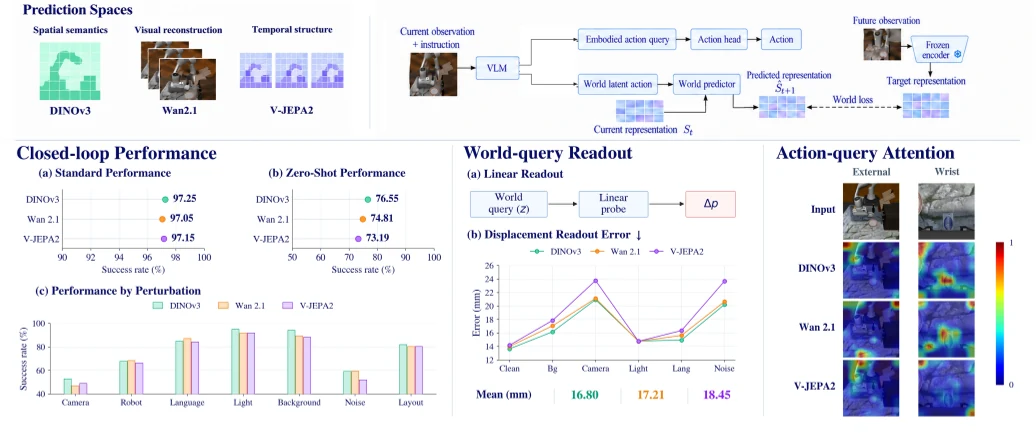 Prediction Spaces
Spatial semantics
Visual reconstruction
Temporal structure
DINOv3
Wan2.1
V-JEPA2
Current observation
+ instruction
VLM
Embodied action query
Action head
Action
World latent action
World predictor
Current representation S_t
Predicted representation
Ŝ_{t+1}
World loss
Future observation
Frozen
encoder
Target representation
Closed-loop Performance
(a) Standard Performance
DINOv3
97.25
Wan 2.1
97.05
V-JEPA2
97.15
90 92 94 96 98 100
Success rate (%)
(b) Zero-Shot Performance
DINOv3
76.55
Wan 2.1
74.81
V-JEPA2
73.19
50 60 70 80 90 100
Success rate (%)
(c) Performance by Perturbation
DINOv3 Wan 2.1 V-JEPA2
Success rate (%)
100
80
60
40
Camera Robot Language Light Background Noise Layout
World-query Readout
(a) Linear Readout
World
query (z)
Linear
probe
Δp
(b) Displacement Readout Error ↓
DINOv3 Wan 2.1 V-JEPA2
Error (mm)
26
24
22
20
18
16
14
12
Clean Bg Camera Light Lang Noise
Mean (mm) 16.80 17.21 18.45
Action-query Attention
External Wrist
Input
DINOv3
Wan 2.1
V-JEPA2
1
0